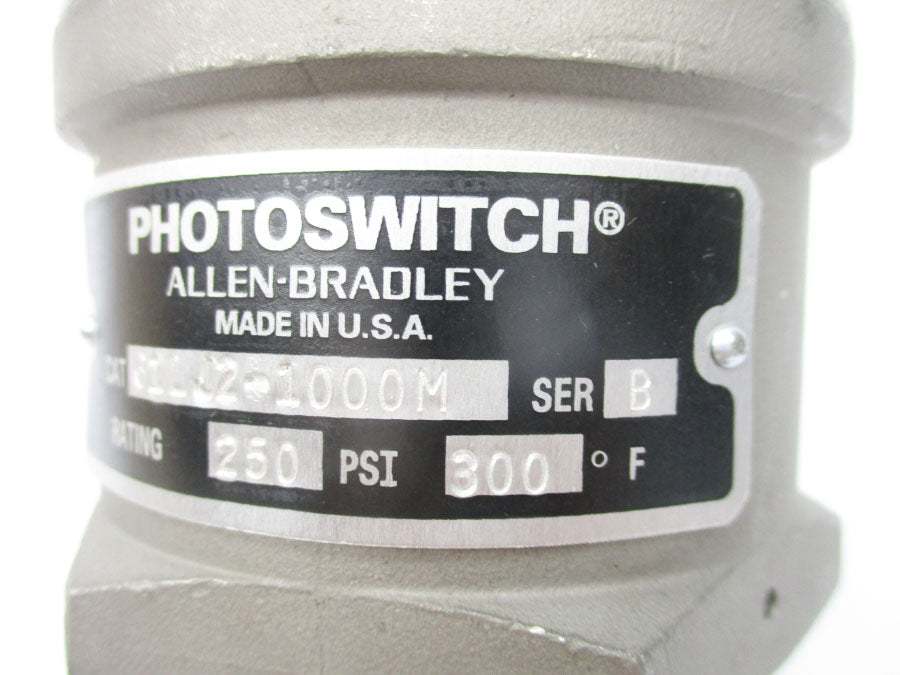 PHOTOSWITCH®
ALLEN-BRADLEY
MADE IN U.S.A.
CAT SER B
RATING 250 PSI 300 °F